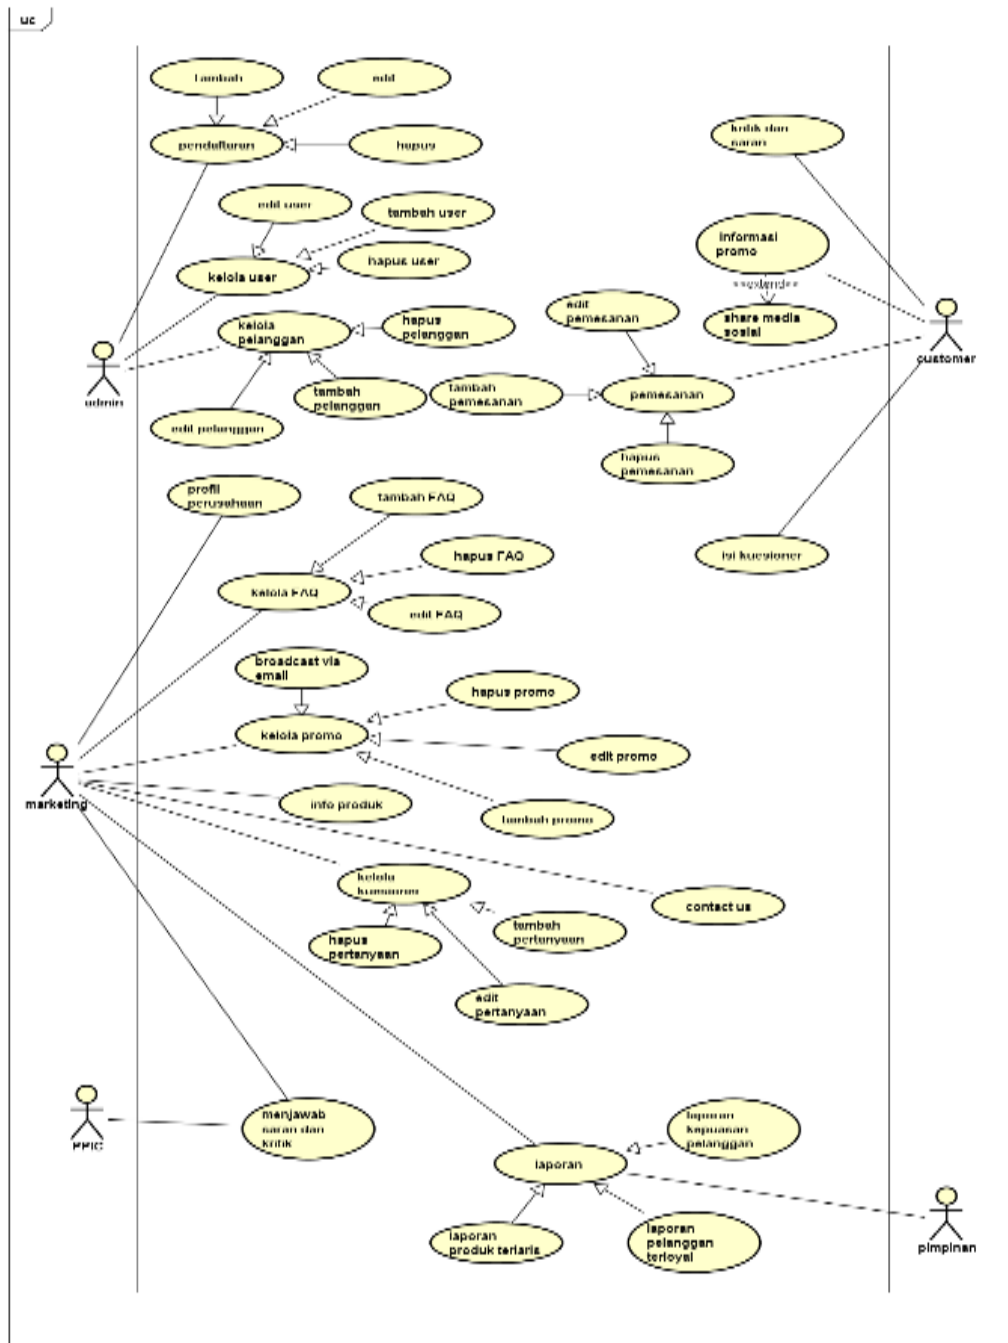 uc
tambah
edit
pendaftaran
hapus
kritik dan
saran
edit user
tambah user
informasi
promo
hapus user
kelola user
<<extend>>
edit
pemesanan
share media
sosial
kelola
pelanggan
hapus
pelanggan
customer
admin
tambah
pelanggan
tambah
pemesanan
pemesanan
edit pelanggan
hapus
pemesanan
profil
perusahaan
tambah FAQ
hapus FAQ
isi kuesioner
kelola FAQ
edit FAQ
broadcast via
email
hapus promo
kelola promo
edit promo
marketing
info produk
tambah promo
kelola
kuesioner
contact us
hapus
pertanyaan
tambah
pertanyaan
edit
pertanyaan
PPIC
menjawab
saran dan
kritik
laporan
kepuasan
pelanggan
laporan
laporan
produk terlaris
laporan
pelanggan
terloyal
pimpinan